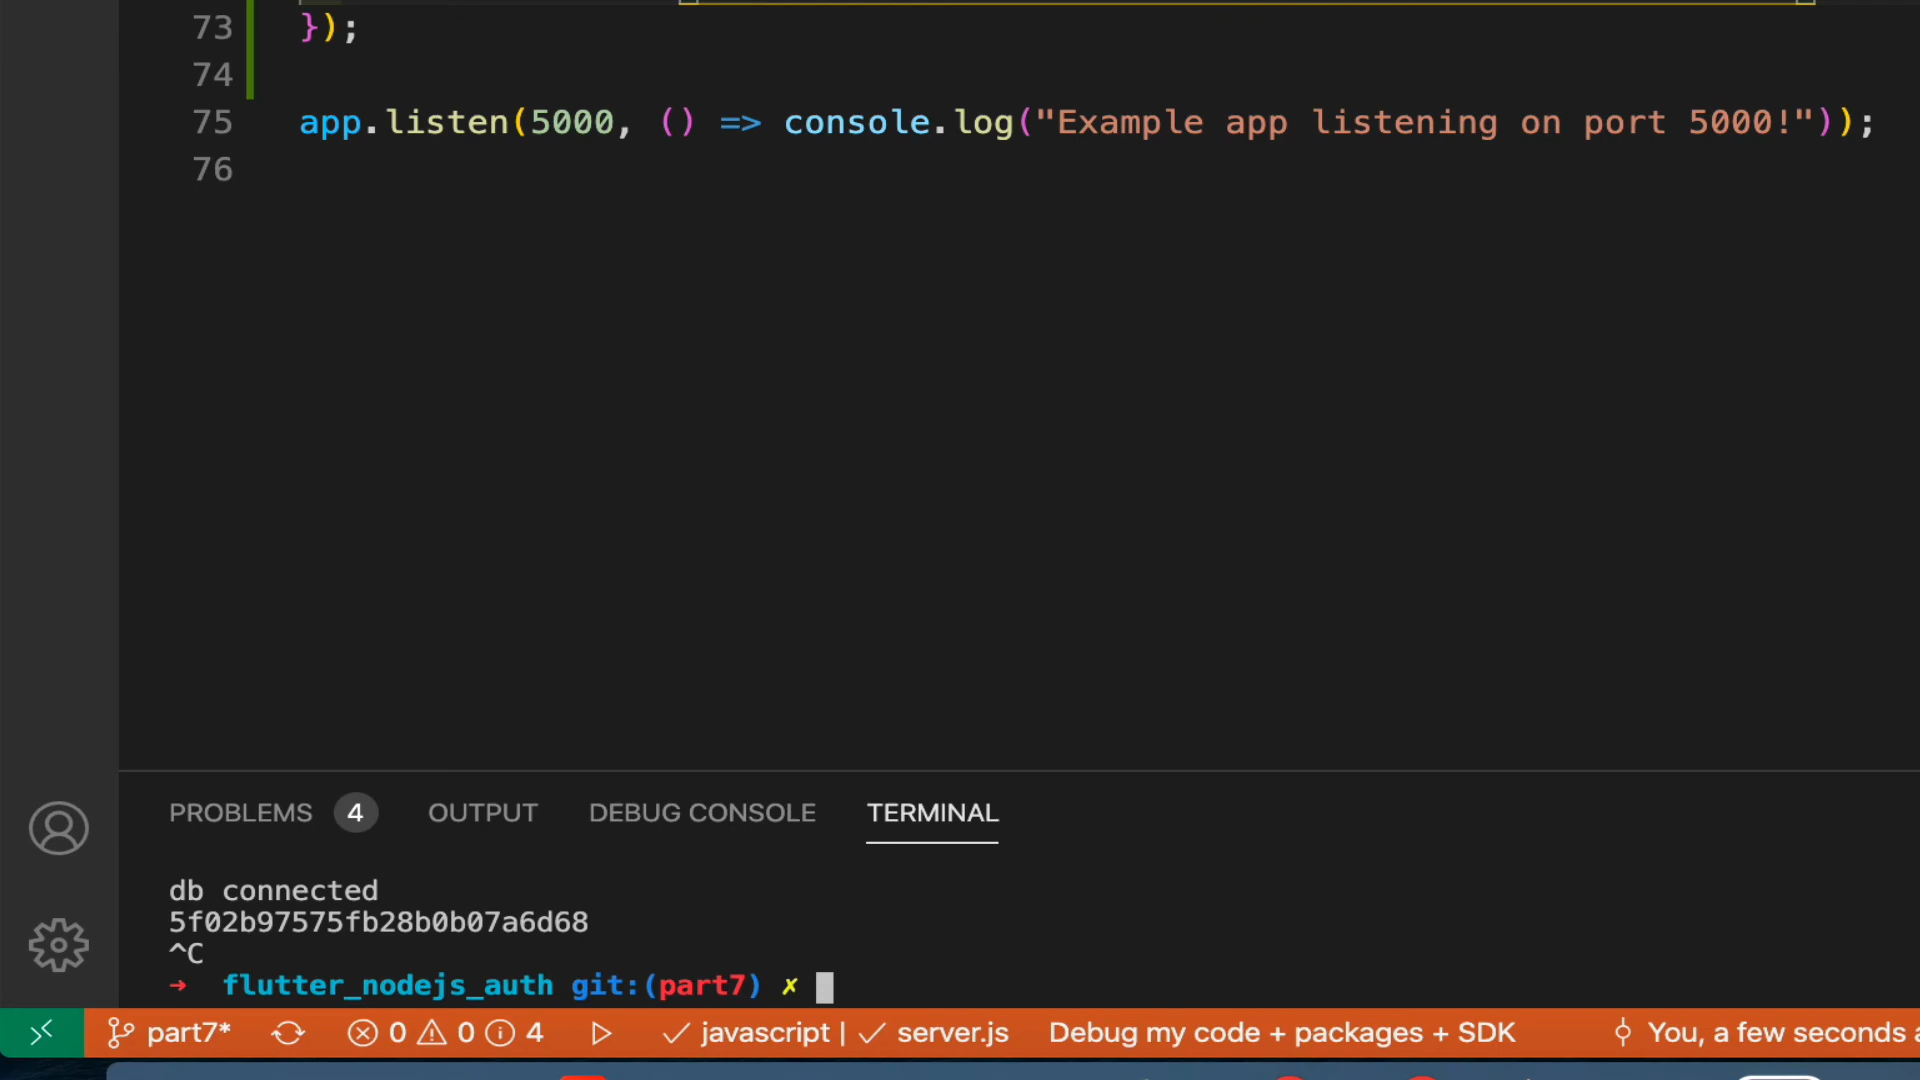 73 });
74
75 app.listen(5000, () => console.log("Example app listening on port 5000!"));
76
PROBLEMS 4 OUTPUT DEBUG CONSOLE TERMINAL
db connected
5f02b97575fb28b0b07a6d68
^C
➜ flutter_nodejs_auth git:(part7) ✗
part7* 0 0 4 javascript | server.js Debug my code + packages + SDK You, a few seconds a